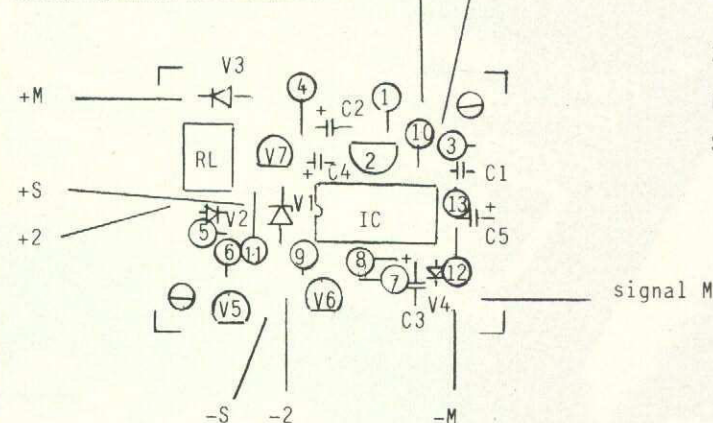 V3
+M
4
1
+
C2
10
3
RL
V7
+
C4
2
C1
+S
V1
IC
13
+
C5
+2
V2
5
6
11
9
8
+
7
12
V4
signal M
V5
V6
C3
-S
-2
-M